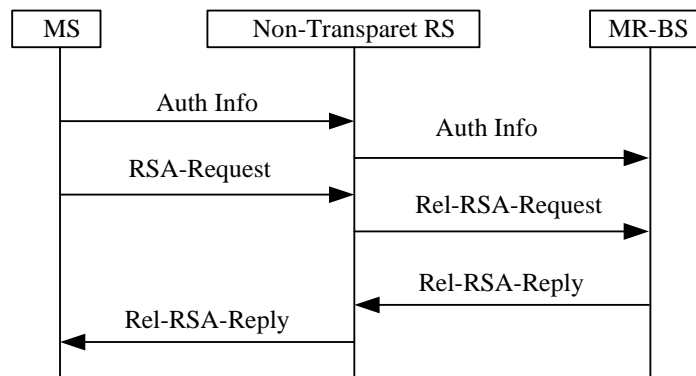 MS
Non-Transparet RS
MR-BS
Auth Info
Auth Info
RSA-Request
Rel-RSA-Request
Rel-RSA-Reply
Rel-RSA-Reply